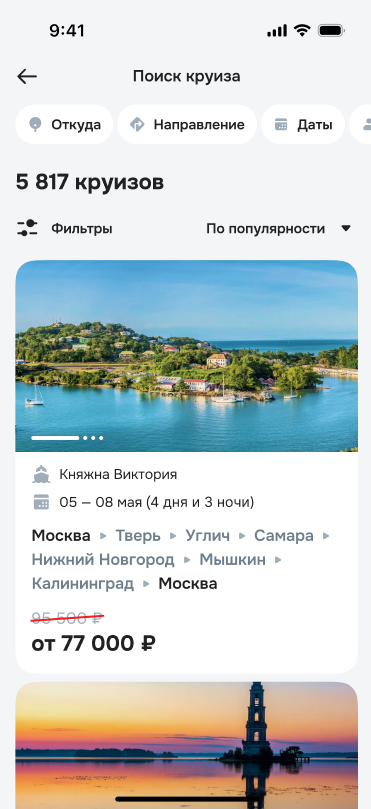 9:41
Поиск круиза
Откуда Направление Даты
5 817 круизов
Фильтры По популярности
Княжна Виктория
05 — 08 мая (4 дня и 3 ночи)
Москва ▸ Тверь ▸ Углич ▸ Самара ▸
Нижний Новгород ▸ Мышкин ▸
Калининград ▸ Москва
95 500 ₽
от 77 000 ₽